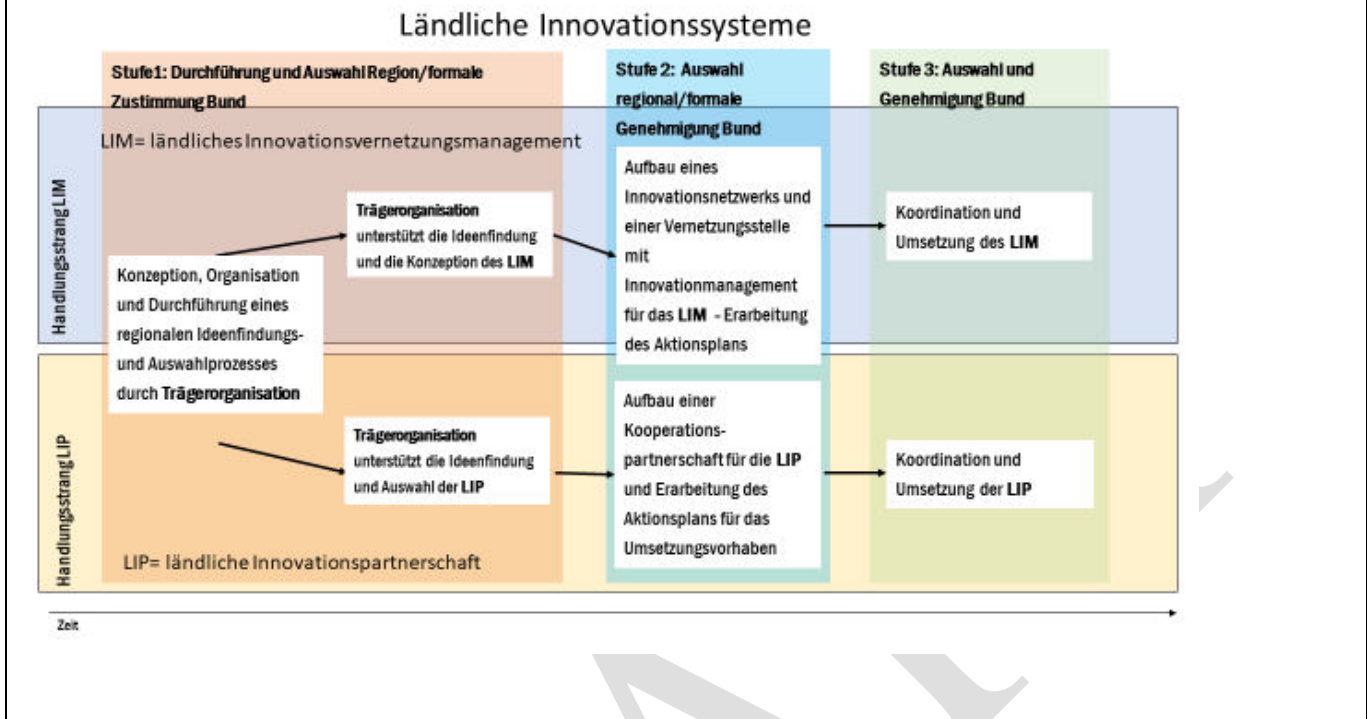 Ländliche Innovationssysteme
Stufe1: Durchführung und Auswahl Region/formale
Zustimmung Bund
Stufe 2: Auswahl
regional/formale
Genehmigung Bund
Stufe 3: Auswahl und
Genehmigung Bund
Handlungsstrang LIM
LIM= ländliches Innovationsvernetzungsmanagement
Konzeption, Organisation
und Durchführung eines
regionalen Ideenfindungs-
und Auswahlprozesses
durch Trägerorganisation
Trägerorganisation
unterstützt die Ideenfindung
und die Konzeption des LIM
Aufbau eines
Innovationsnetzwerks und
einer Vernetzungsstelle
mit
Innovationmanagement
für das LIM - Erarbeitung
des Aktionsplans
Koordination und
Umsetzung des LIM
Handlungsstrang LIP
Trägerorganisation
unterstützt die Ideenfindung
und Auswahl der LIP
Aufbau einer
Kooperations-
partnerschaft für die LIP
und Erarbeitung des
Aktionsplans für das
Umsetzungsvorhaben
Koordination und
Umsetzung der LIP
LIP= ländliche Innovationspartnerschaft
Zeit